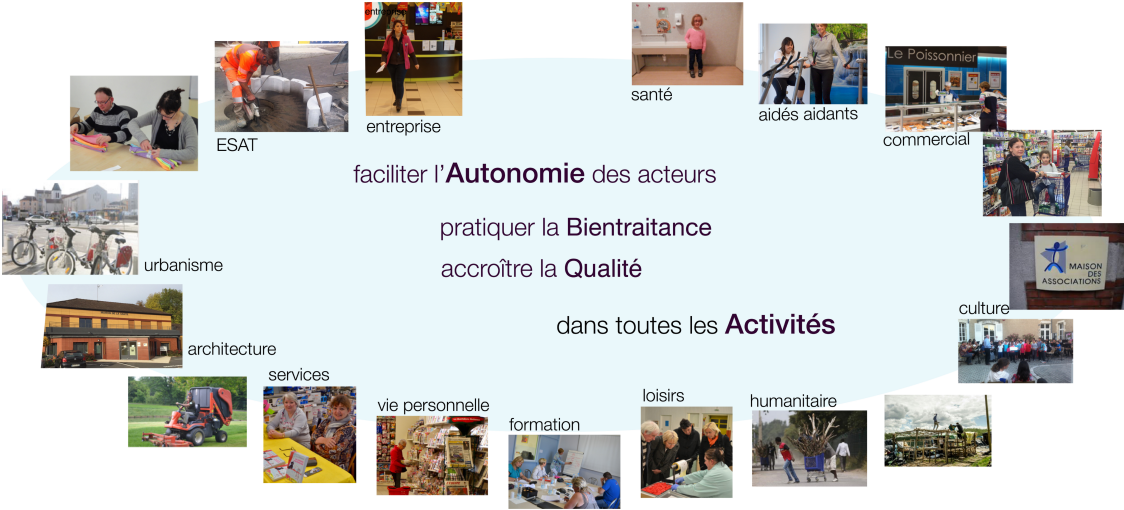 entreprise
santé
aidés aidants
Le Poissonnier
commercial
ESAT
entreprise
faciliter l'Autonomie des acteurs
pratiquer la Bientraitance
accroître la Qualité
dans toutes les Activités
urbanisme
MAISON
DES
ASSOCIATIONS
culture
architecture
services
vie personnelle
formation
loisirs
humanitaire